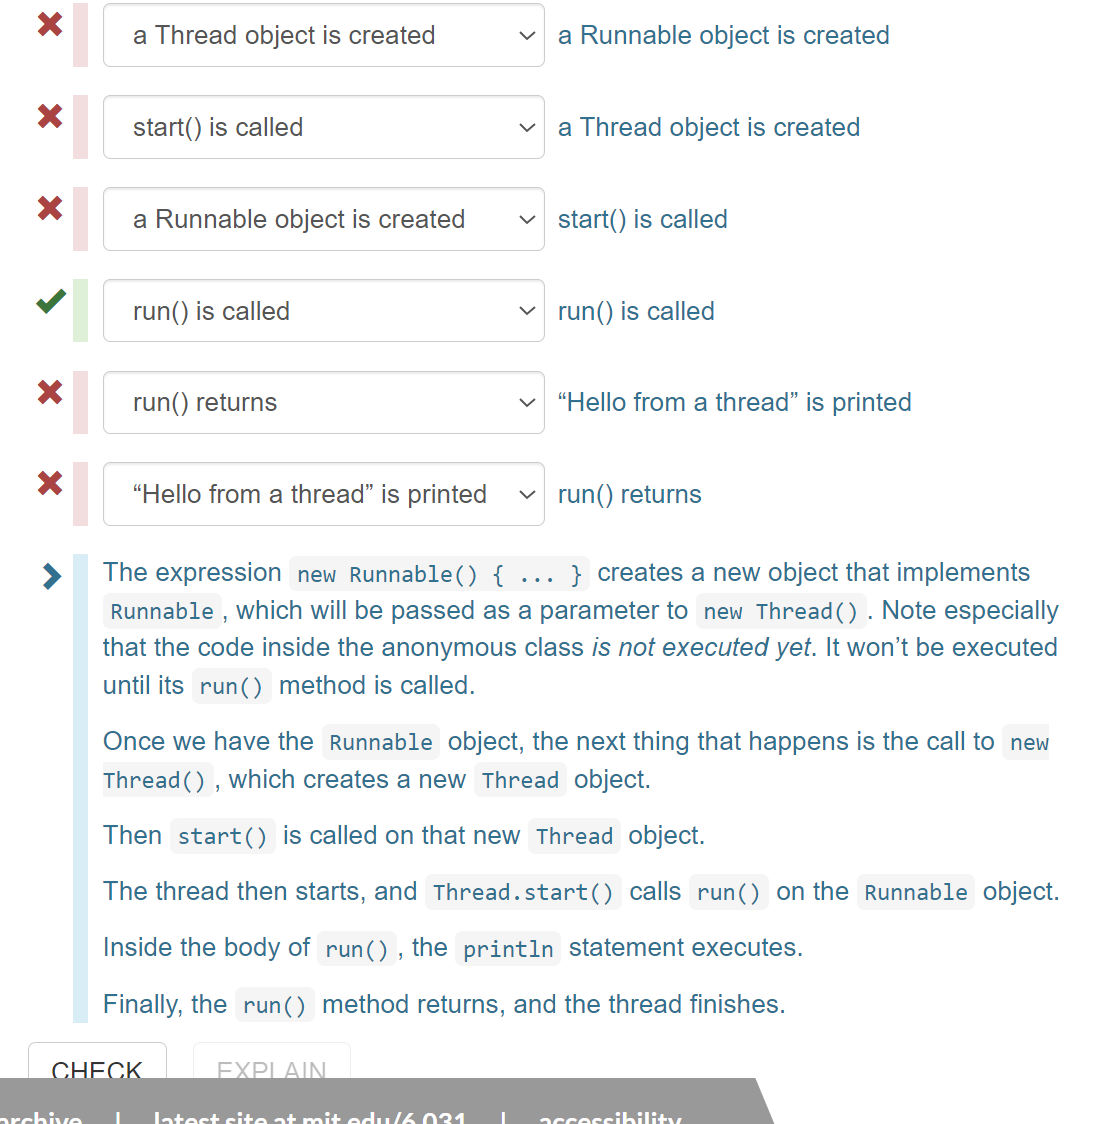 a Thread object is created a Runnable object is created
start() is called a Thread object is created
a Runnable object is created start() is called
run() is called run() is called
run() returns “Hello from a thread” is printed
“Hello from a thread” is printed run() returns
The expression new Runnable() { ... } creates a new object that implements
Runnable, which will be passed as a parameter to new Thread(). Note especially
that the code inside the anonymous class is not executed yet. It won’t be executed
until its run() method is called.
Once we have the Runnable object, the next thing that happens is the call to new
Thread(), which creates a new Thread object.
Then start() is called on that new Thread object.
The thread then starts, and Thread.start() calls run() on the Runnable object.
Inside the body of run(), the println statement executes.
Finally, the run() method returns, and the thread finishes.
CHECK EXPLAIN
archive | latest site at mit.edu/6.031 | accessibility